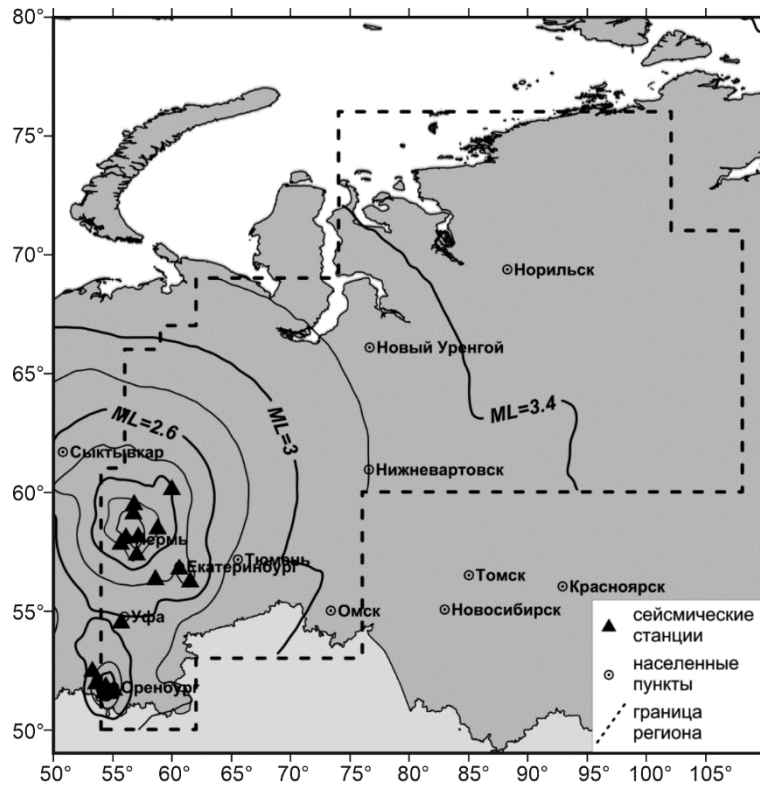 80°
75°
70°
65°
60°
55°
50°
Норильск
Новый Уренгой
ML=3.4
ML=3
ML=2.6
Сыктывкар
Нижневартовск
Пермь
Тюмень
Екатеринбург
Томск
Красноярск
Уфа
Омск
Новосибирск
Оренбург
сейсмические
станции
населенные
пункты
граница
региона
50° 55° 60° 65° 70° 75° 80° 85° 90° 95° 100° 105°